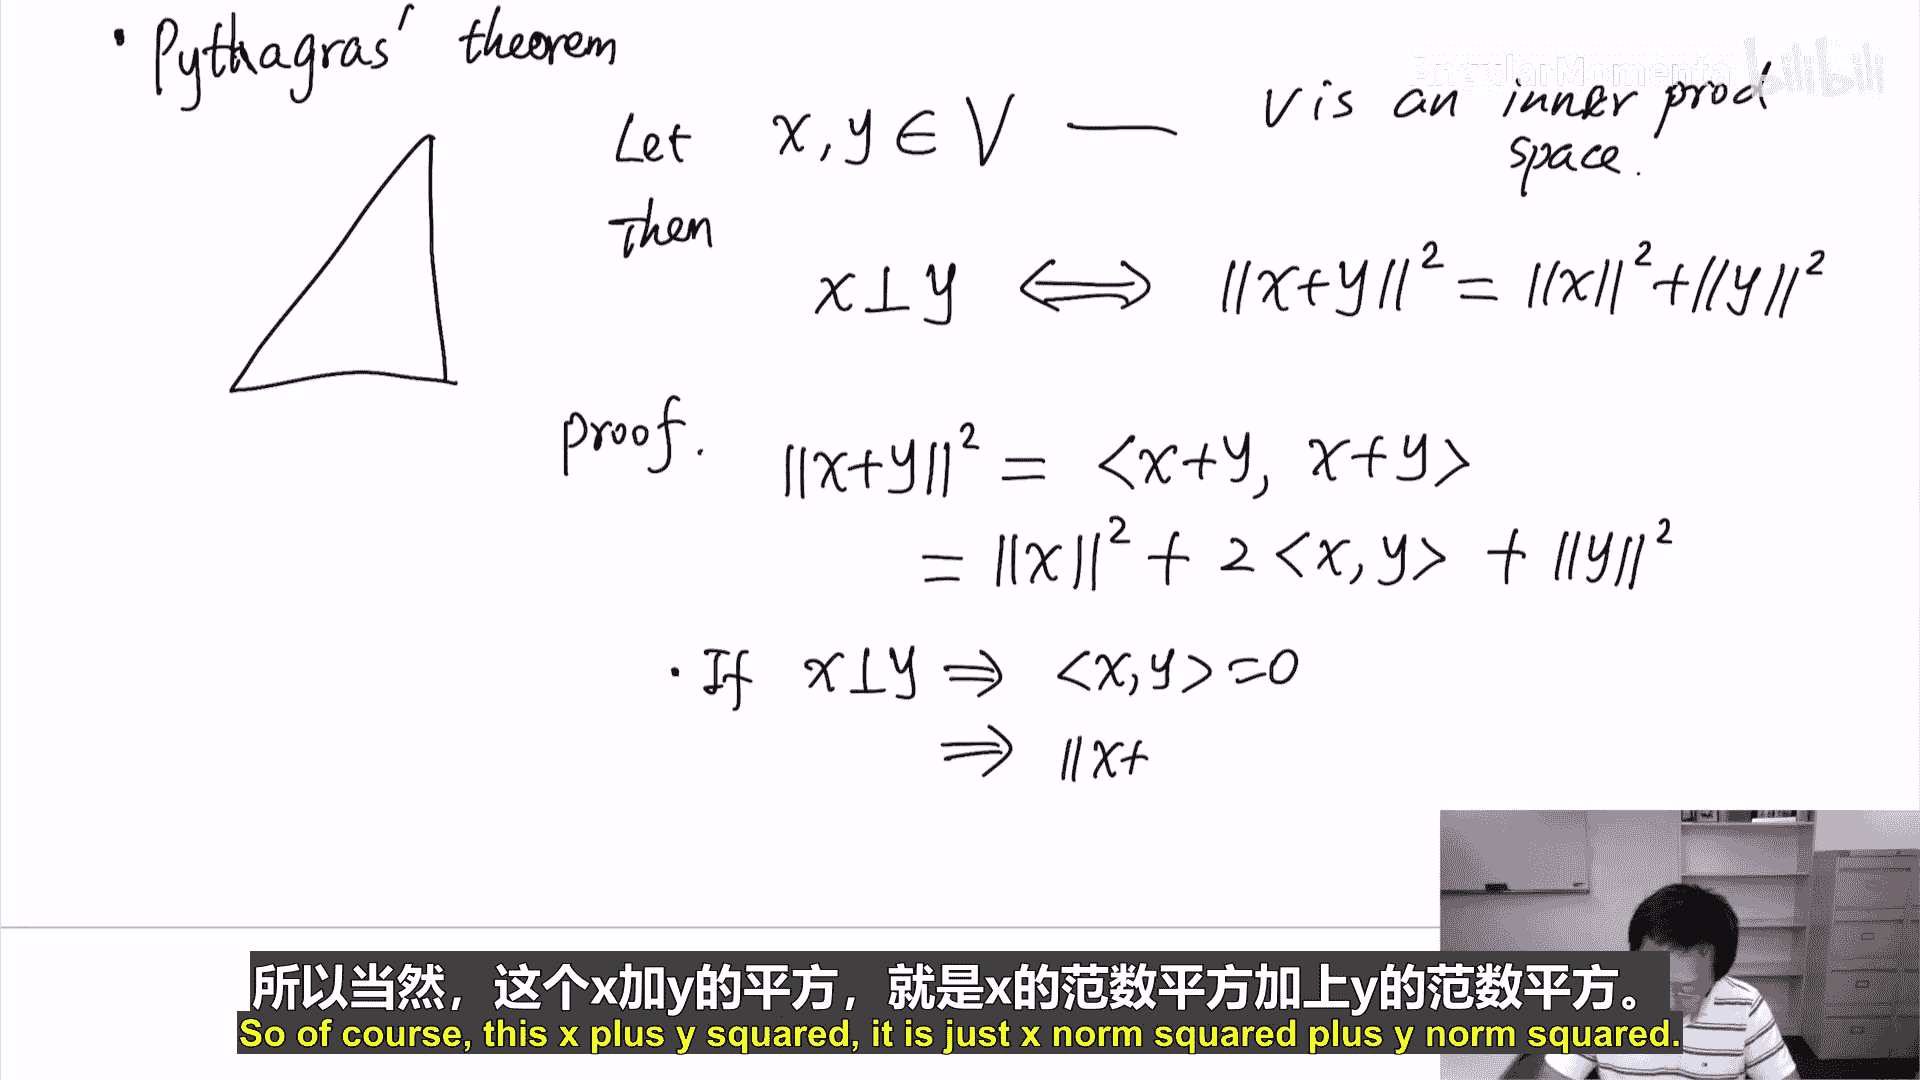 • Pythagras' theorem
Let x, y ∈ V — V is an inner prod space.
Then
x ⊥ y ⟺ ||x+y||² = ||x||² + ||y||²
proof. ||x+y||² = <x+y, x+y>
= ||x||² + 2 <x, y> + ||y||²
• If x ⊥ y ⇒ <x, y> = 0
⇒ ||x+
所以当然，这个x加y的平方，就是x的范数平方加上y的范数平方。
So of course, this x plus y squared, it is just x norm squared plus y norm squared.
bilibili